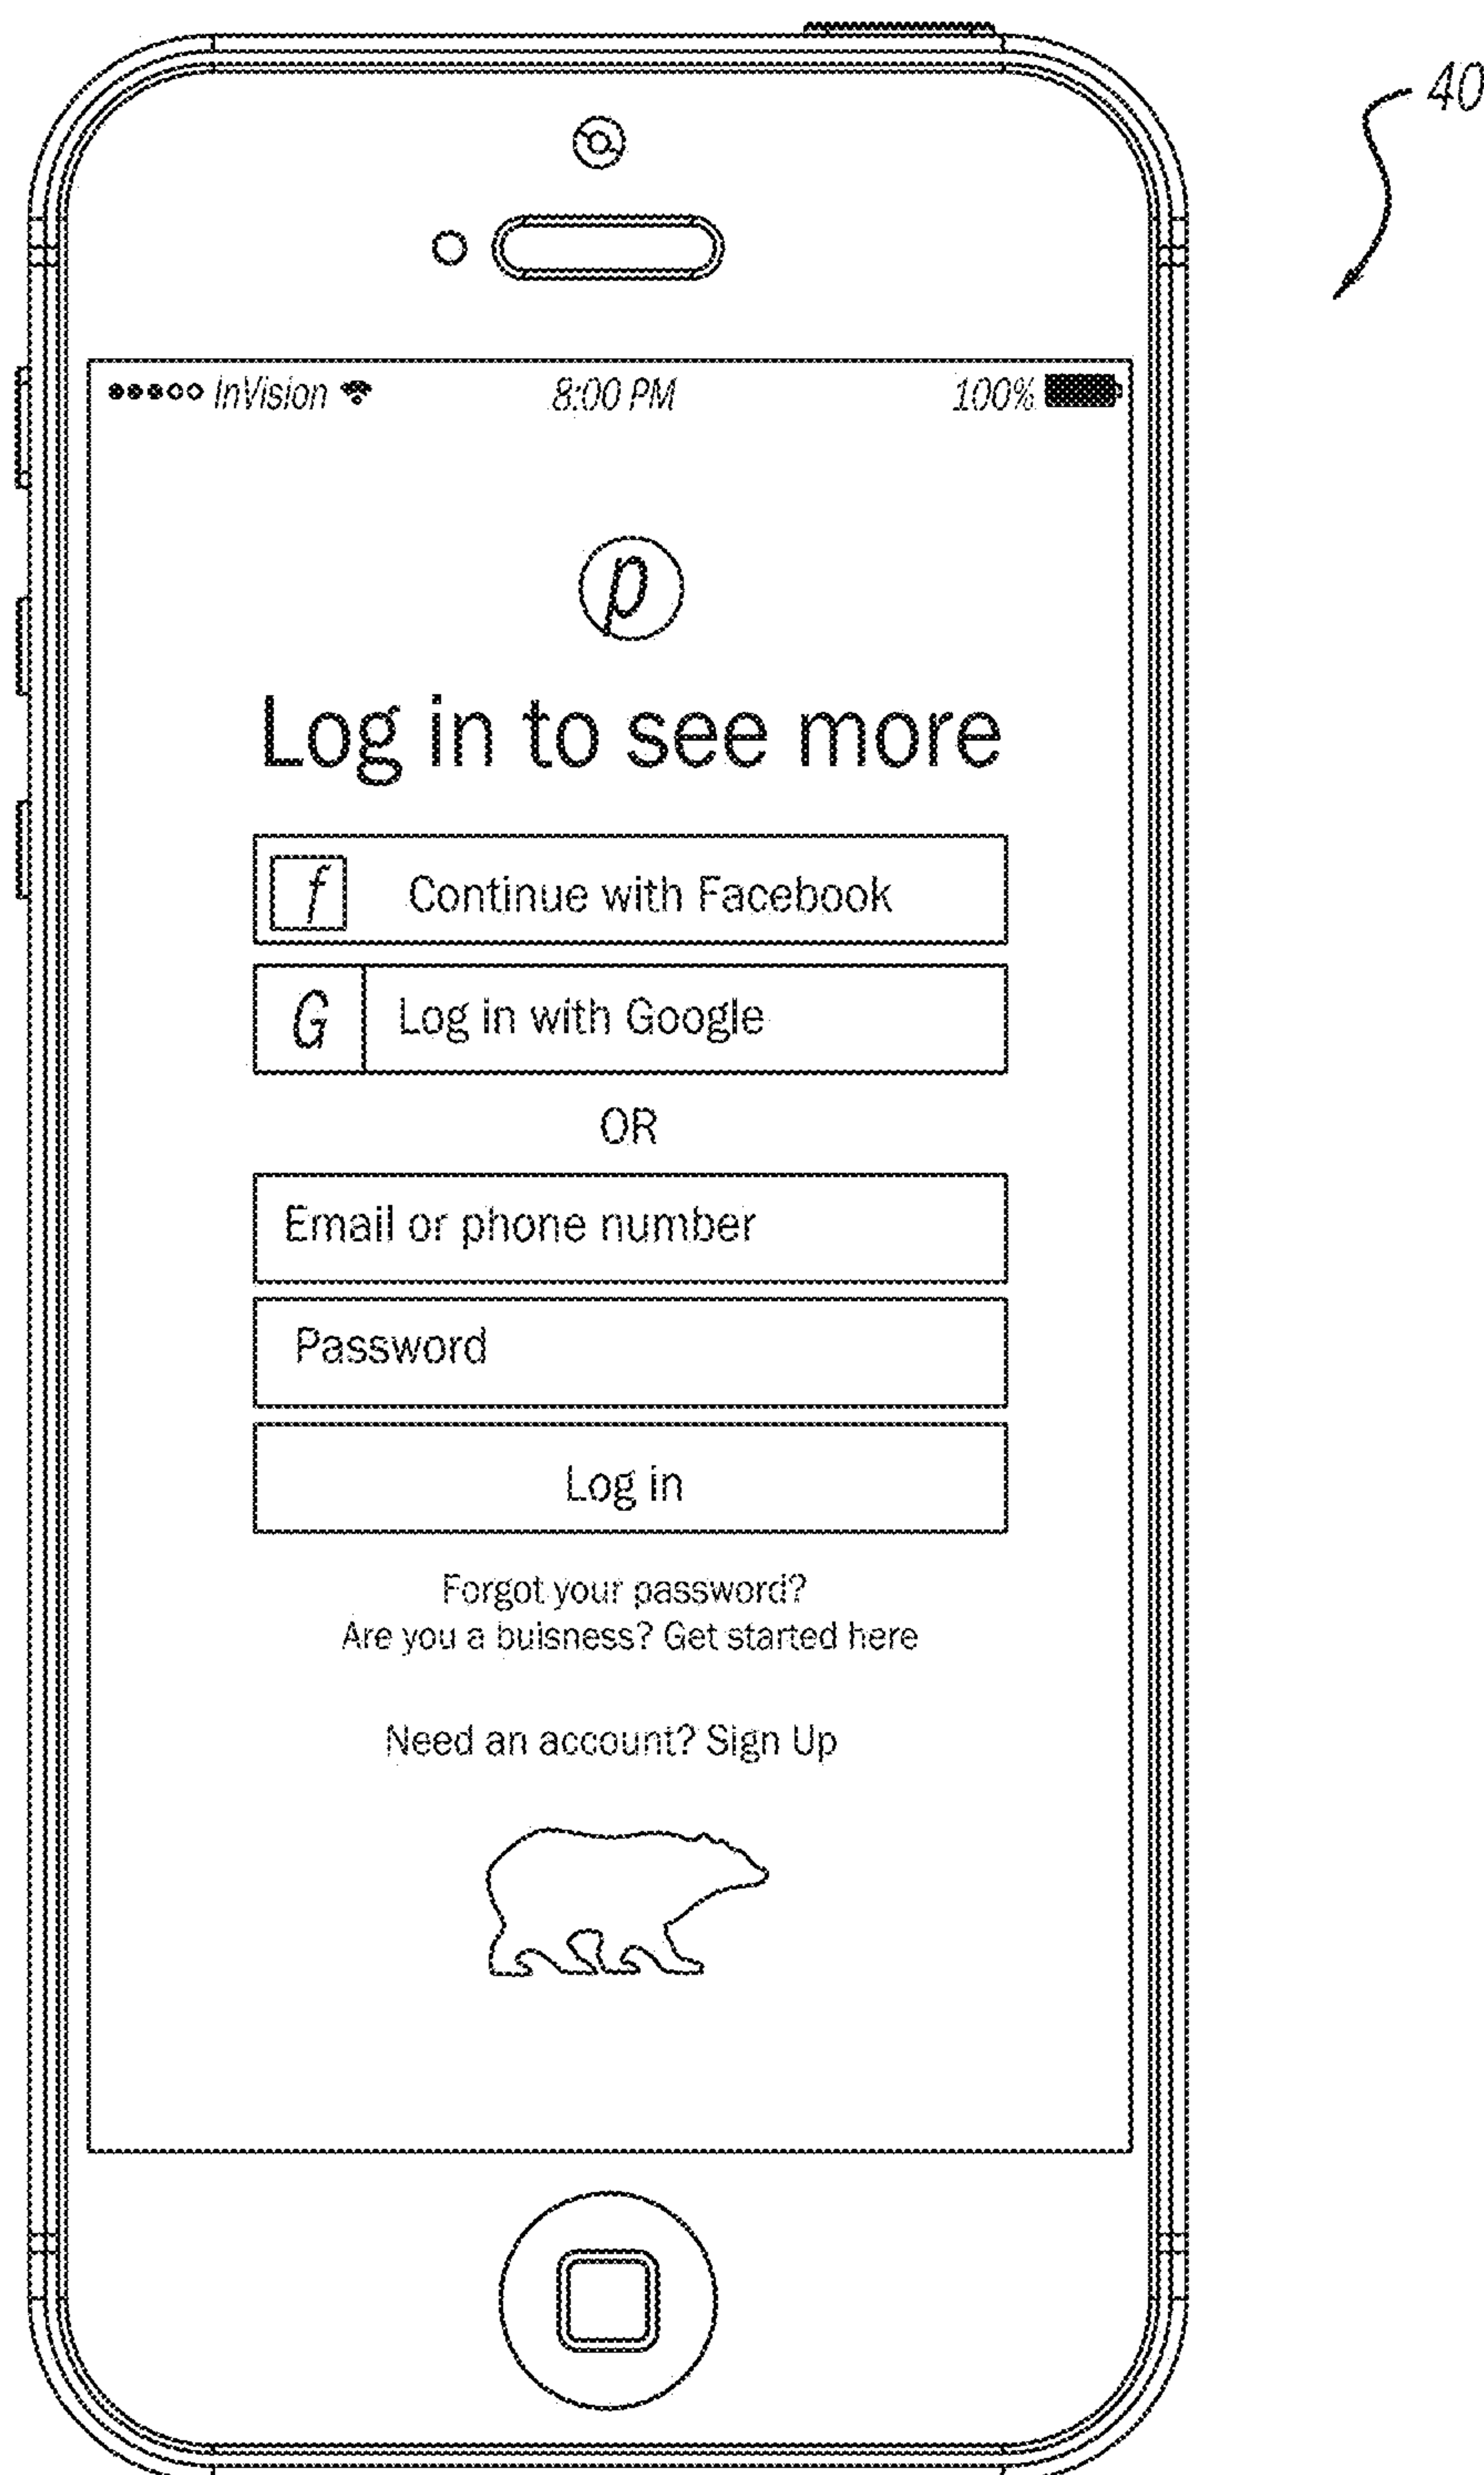 40
InVision 8:00 PM 100%
p
Log in to see more
f Continue with Facebook
G Log in with Google
OR
Email or phone number
Password
Log in
Forgot your password?
Are you a buisness? Get started here
Need an account? Sign Up